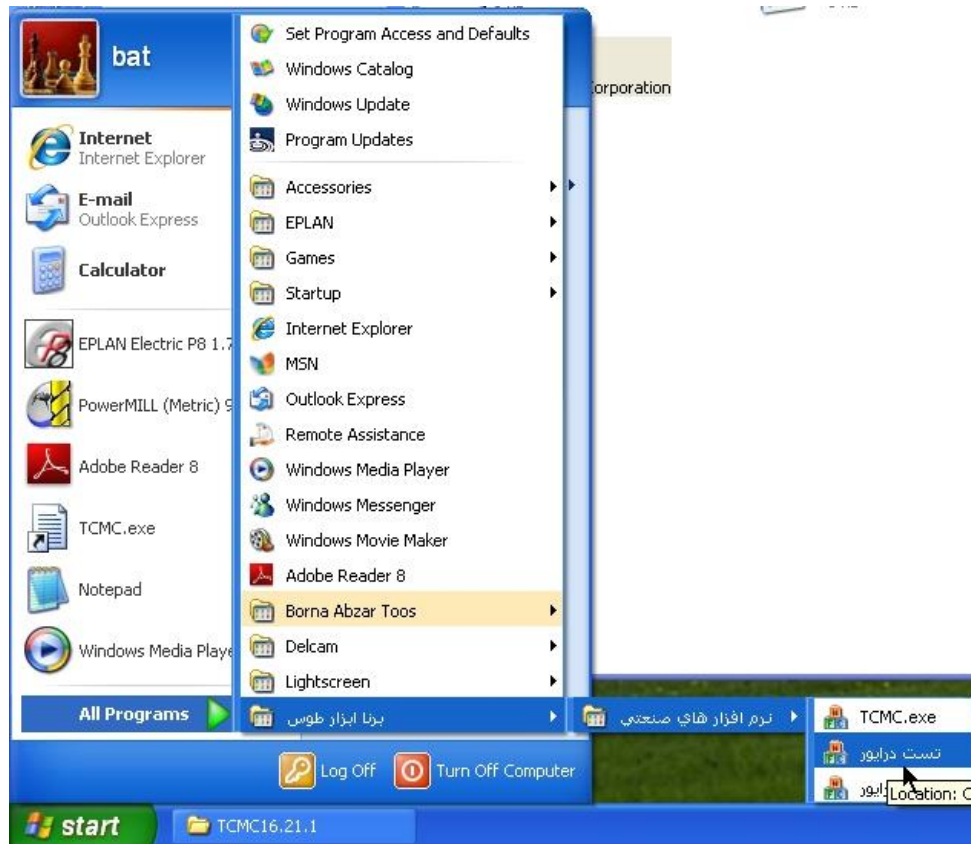 bat
Internet
Internet Explorer
E-mail
Outlook Express
Calculator
EPLAN Electric P8 1.7
PowerMILL (Metric) 9
Adobe Reader 8
TCMC.exe
Notepad
Windows Media Playe
All Programs
Set Program Access and Defaults
Windows Catalog
Windows Update
Program Updates
Accessories
EPLAN
Games
Startup
Internet Explorer
MSN
Outlook Express
Remote Assistance
Windows Media Player
Windows Messenger
Windows Movie Maker
Adobe Reader 8
Borna Abzar Toos
Delcam
Lightscreen
برنا ابزار طوس
نرم افزار هاي صنعتي
TCMC.exe
تست درايور
Location: C
orporation
Log Off
Turn Off Computer
start
TCMC16.21.1